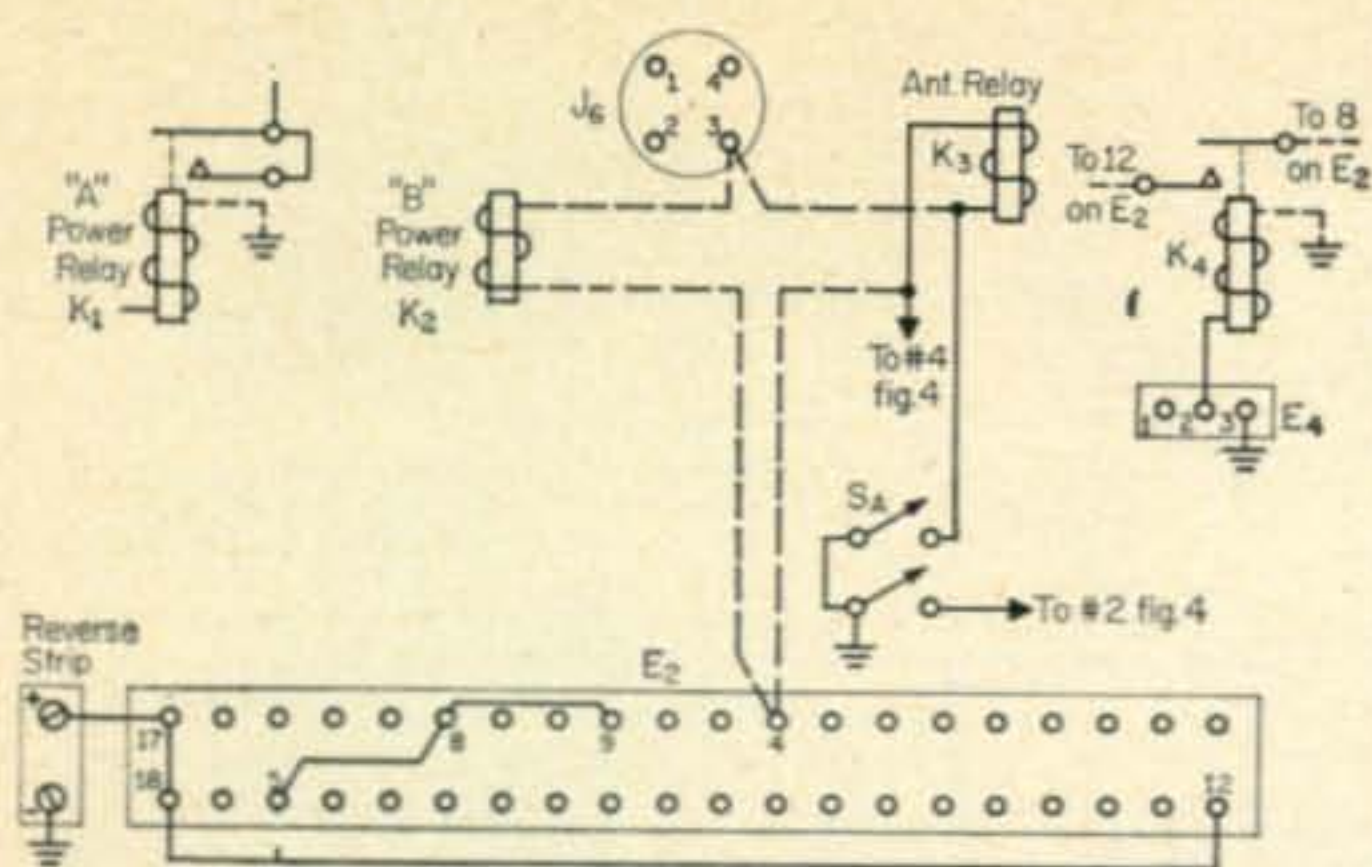 J6
1 4
2 3
Ant. Relay
K3
To 8
on E2
To 12
on E2
K4
"A"
Power
Relay
K1
"B"
Power
Relay
K2
To #4
fig. 4
1 2 3
E4
SA
To #2 fig. 4
Reverse
Strip
E2
+
17
8
9
4
18
5
12
-